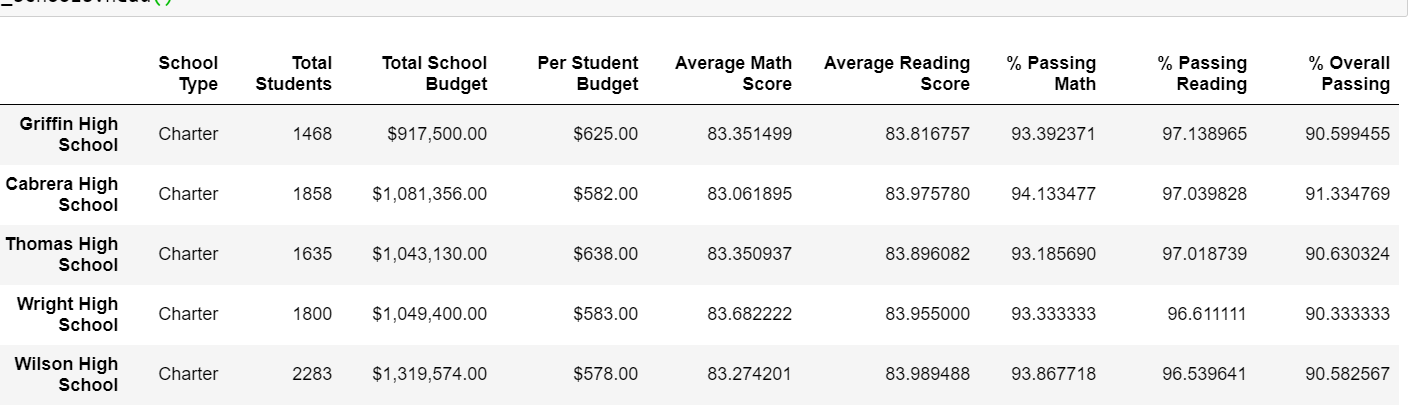 School Type Total Students Total School Budget Per Student Budget Average Math Score Average Reading Score % Passing Math % Passing Reading % Overall Passing
Griffin High School Charter 1468 $917,500.00 $625.00 83.351499 83.816757 93.392371 97.138965 90.599455
Cabrera High School Charter 1858 $1,081,356.00 $582.00 83.061895 83.975780 94.133477 97.039828 91.334769
Thomas High School Charter 1635 $1,043,130.00 $638.00 83.350937 83.896082 93.185690 97.018739 90.630324
Wright High School Charter 1800 $1,049,400.00 $583.00 83.682222 83.955000 93.333333 96.611111 90.333333
Wilson High School Charter 2283 $1,319,574.00 $578.00 83.274201 83.989488 93.867718 96.539641 90.582567